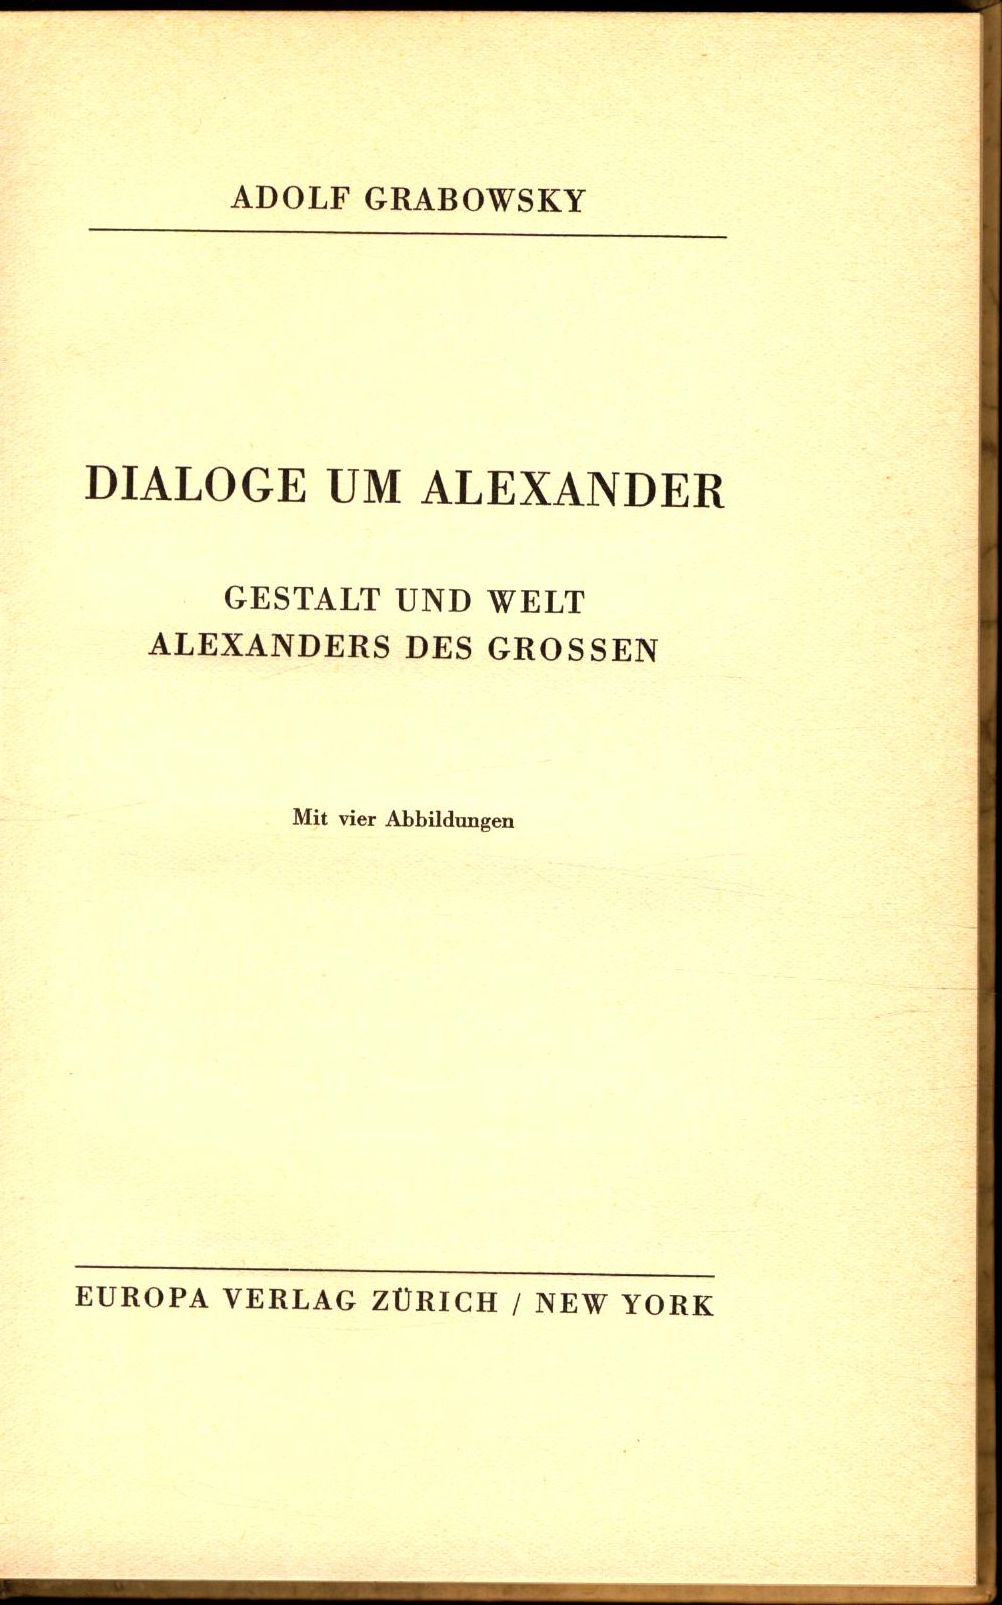 ADOLF GRABOWSKY
DIALOGE UM ALEXANDER
GESTALT UND WELT
ALEXANDERS DES GROSSEN
Mit vier Abbildungen
EUROPA VERLAG ZÜRICH / NEW YORK